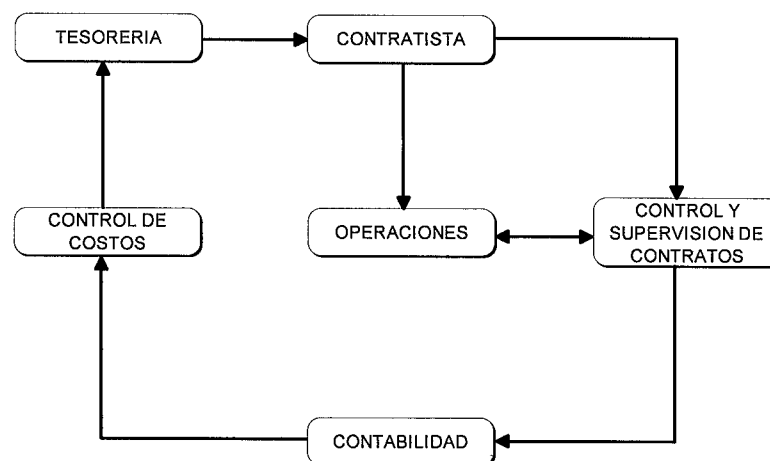 TESORERIA
CONTRATISTA
CONTROL DE
COSTOS
OPERACIONES
CONTROL Y
SUPERVISION DE
CONTRATOS
CONTABILIDAD